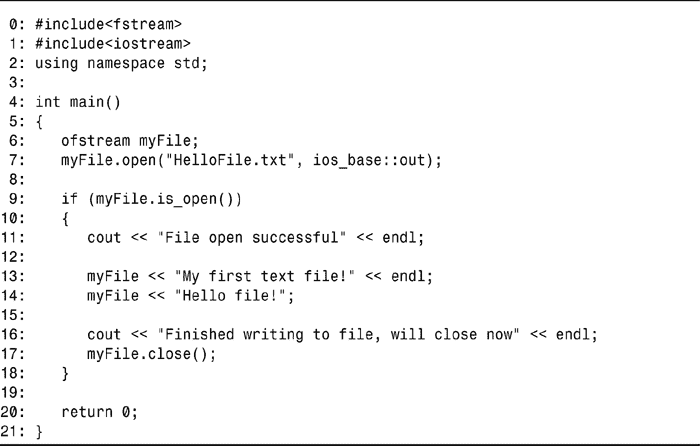 0: #include<fstream>
1: #include<iostream>
2: using namespace std;
3:
4: int main()
5: {
6:    ofstream myFile;
7:    myFile.open("HelloFile.txt", ios_base::out);
8:
9:    if (myFile.is_open())
10:    {
11:       cout << "File open successful" << endl;
12:
13:       myFile << "My first text file!" << endl;
14:       myFile << "Hello file!";
15:
16:       cout << "Finished writing to file, will close now" << endl;
17:       myFile.close();
18:    }
19:
20:    return 0;
21: }